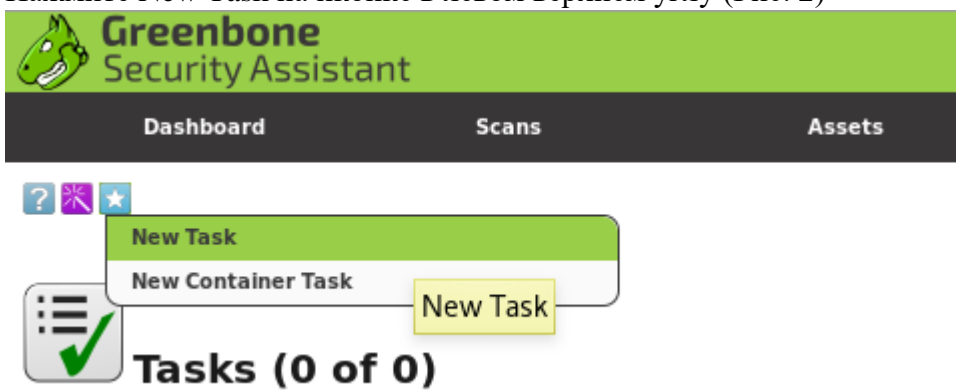 Greenbone
Security Assistant
Dashboard Scans Assets
?
New Task
New Container Task
New Task
Tasks (0 of 0)